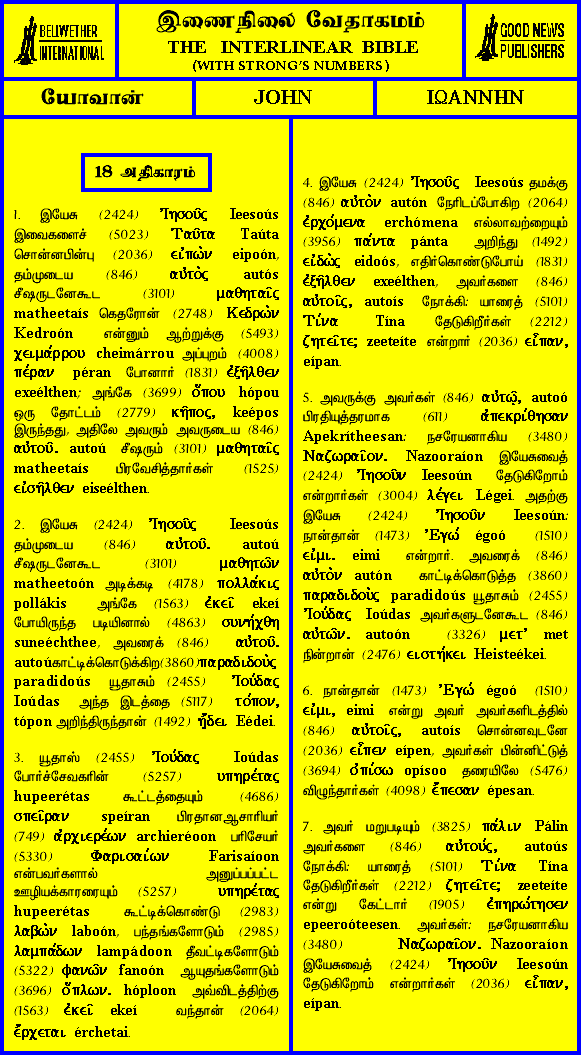 BELLWETHER
INTERNATIONAL
இணைநிலை வேதாகமம்
THE INTERLINEAR BIBLE
(WITH STRONG'S NUMBERS)
GOOD NEWS
PUBLISHERS
யோவான்
JOHN
ΙΩΑΝΝΗΝ
18 அதிகாரம்
1. இயேசு (2424) Ἰησοῦς Ieesoús
இவைகளைச் (5023) Ταῦτα Taúta
சொன்னபின்பு (2036) εἰπὼν eipoón,
தம்முடைய (846) αὐτὸς autós
சீஷருடனேகூட (3101) μαθηταῖς
matheetaís கெதரோன் (2748) Κεδρὼν
Kedroón என்னும் ஆற்றுக்கு (5493)
χειμάρρου cheimárrou அப்புறம் (4008)
πέραν péran போனார் (1831) ἐξῆλθεν
exeélthen; அங்கே (3699) ὅπου hópou
ஒரு தோட்டம் (2779) κῆπος, keépos
இருந்தது, அதிலே அவரும் அவருடைய (846)
αὐτοῦ. autoú சீஷரும் (3101) μαθηταῖς
matheetaís பிரவேசித்தார்கள் (1525)
εἰσῆλθεν eiseélthen.
2. இயேசு (2424) Ἰησοῦς Ieesoús
தம்முடைய (846) αὐτοῦ. autoú
சீஷருடனேகூட (3101) μαθητῶν
matheetoón அடிக்கடி (4178) πολλάκις
pollákis அங்கே (1563) ἐκεῖ ekeí
போயிருந்த படியினால் (4863) συνήχθη
suneéchthee, அவரைக் (846) αὐτοῦ.
autoúகாட்டிக்கொடுக்கிற(3860)παραδιδοὺς
paradidoús யூதாசும் (2455) Ἰούδας
Ioúdas அந்த இடத்தை (5117) τόπον,
tópon அறிந்திருந்தான் (1492) ᾔδει Eédei.
3. யூதாஸ் (2455) Ἰούδας Ioúdas
போர்ச்சேவகரின் (5257) υπηρέτας
hupeerétas கூட்டத்தையும் (4686)
σπεῖραν speíran பிரதானஆசாரியர்
(749) ἀρχιερέων archieréoon பரிசேயர்
(5330) Φαρισαίων Farisaíoon
என்பவர்களால் அனுப்பப்பட்ட
ஊழியக்காரரையும் (5257) υπηρέτας
hupeerétas கூட்டிக்கொண்டு (2983)
λαβὼν laboón, பந்தங்களோடும் (2985)
λαμπάδων lampádoon தீவட்டிகளோடும்
(5322) φανῶν fanoón ஆயுதங்களோடும்
(3696) ὅπλων. hóploon அவ்விடத்திற்கு
(1563) ἐκεῖ ekeí வந்தான் (2064)
ἔρχεται érchetai.
4. இயேசு (2424) Ἰησοῦς Ieesoús தமக்கு
(846) αὐτὸν autón நேரிடப்போகிற (2064)
ἐρχόμενα erchómena எல்லாவற்றையும்
(3956) πάντα pánta அறிந்து (1492)
εἰδὼς eidoós, எதிர்கொண்டுபோய் (1831)
ἐξῆλθεν exeélthen, அவர்களை (846)
αὐτοῖς, autoís நோக்கி: யாரைத் (5101)
Τίνα Tína தேடுகிறீர்கள் (2212)
ζητεῖτε; zeeteíte என்றார் (2036) εἶπαν,
eípan.
5. அவருக்கு அவர்கள் (846) αὐτῷ, autoó
பிரதியுத்தரமாக (611) ἀπεκρίθησαν
Apekrítheesan: நசரேயனாகிய (3480)
Ναζωραῖον. Nazooraíon இயேசுவைத்
(2424) Ἰησοῦν Ieesoún தேடுகிறோம்
என்றார்கள் (3004) λέγει Légei. அதற்கு
இயேசு (2424) Ἰησοῦν Ieesoún:
நான்தான் (1473) Ἐγώ égoó (1510)
εἰμι. eimi என்றார். அவரைக் (846)
αὐτὸν autón காட்டிக்கொடுத்த (3860)
παραδιδοὺς paradidoús யூதாசும் (2455)
Ἰούδας Ioúdas அவர்களுடனேகூட (846)
αὐτῶν. autoón (3326) μετ' met
நின்றான் (2476) ειστήκει Heisteékei.
6. நான்தான் (1473) Ἐγώ égoó (1510)
εἰμι, eimi என்று அவர் அவர்களிடத்தில்
(846) αὐτοῖς, autoís சொன்னவுடனே
(2036) εἶπεν eípen, அவர்கள் பின்னிட்டுத்
(3694) ὀπίσω opísoo தரையிலே (5476)
விழுந்தார்கள் (4098) ἔπεσαν épesan.
7. அவர் மறுபடியும் (3825) πάλιν Pálin
அவர்களை (846) αὐτούς, autoús
நோக்கி: யாரைத் (5101) Τίνα Tína
தேடுகிறீர்கள் (2212) ζητεῖτε; zeeteíte
என்று கேட்டார் (1905) ἐπηρώτησεν
epeeroóteesen. அவர்கள்: நசரேயனாகிய
(3480) Ναζωραῖον. Nazooraíon
இயேசுவைத் (2424) Ἰησοῦν Ieesoún
தேடுகிறோம் என்றார்கள் (2036) εἶπαν,
eípan.